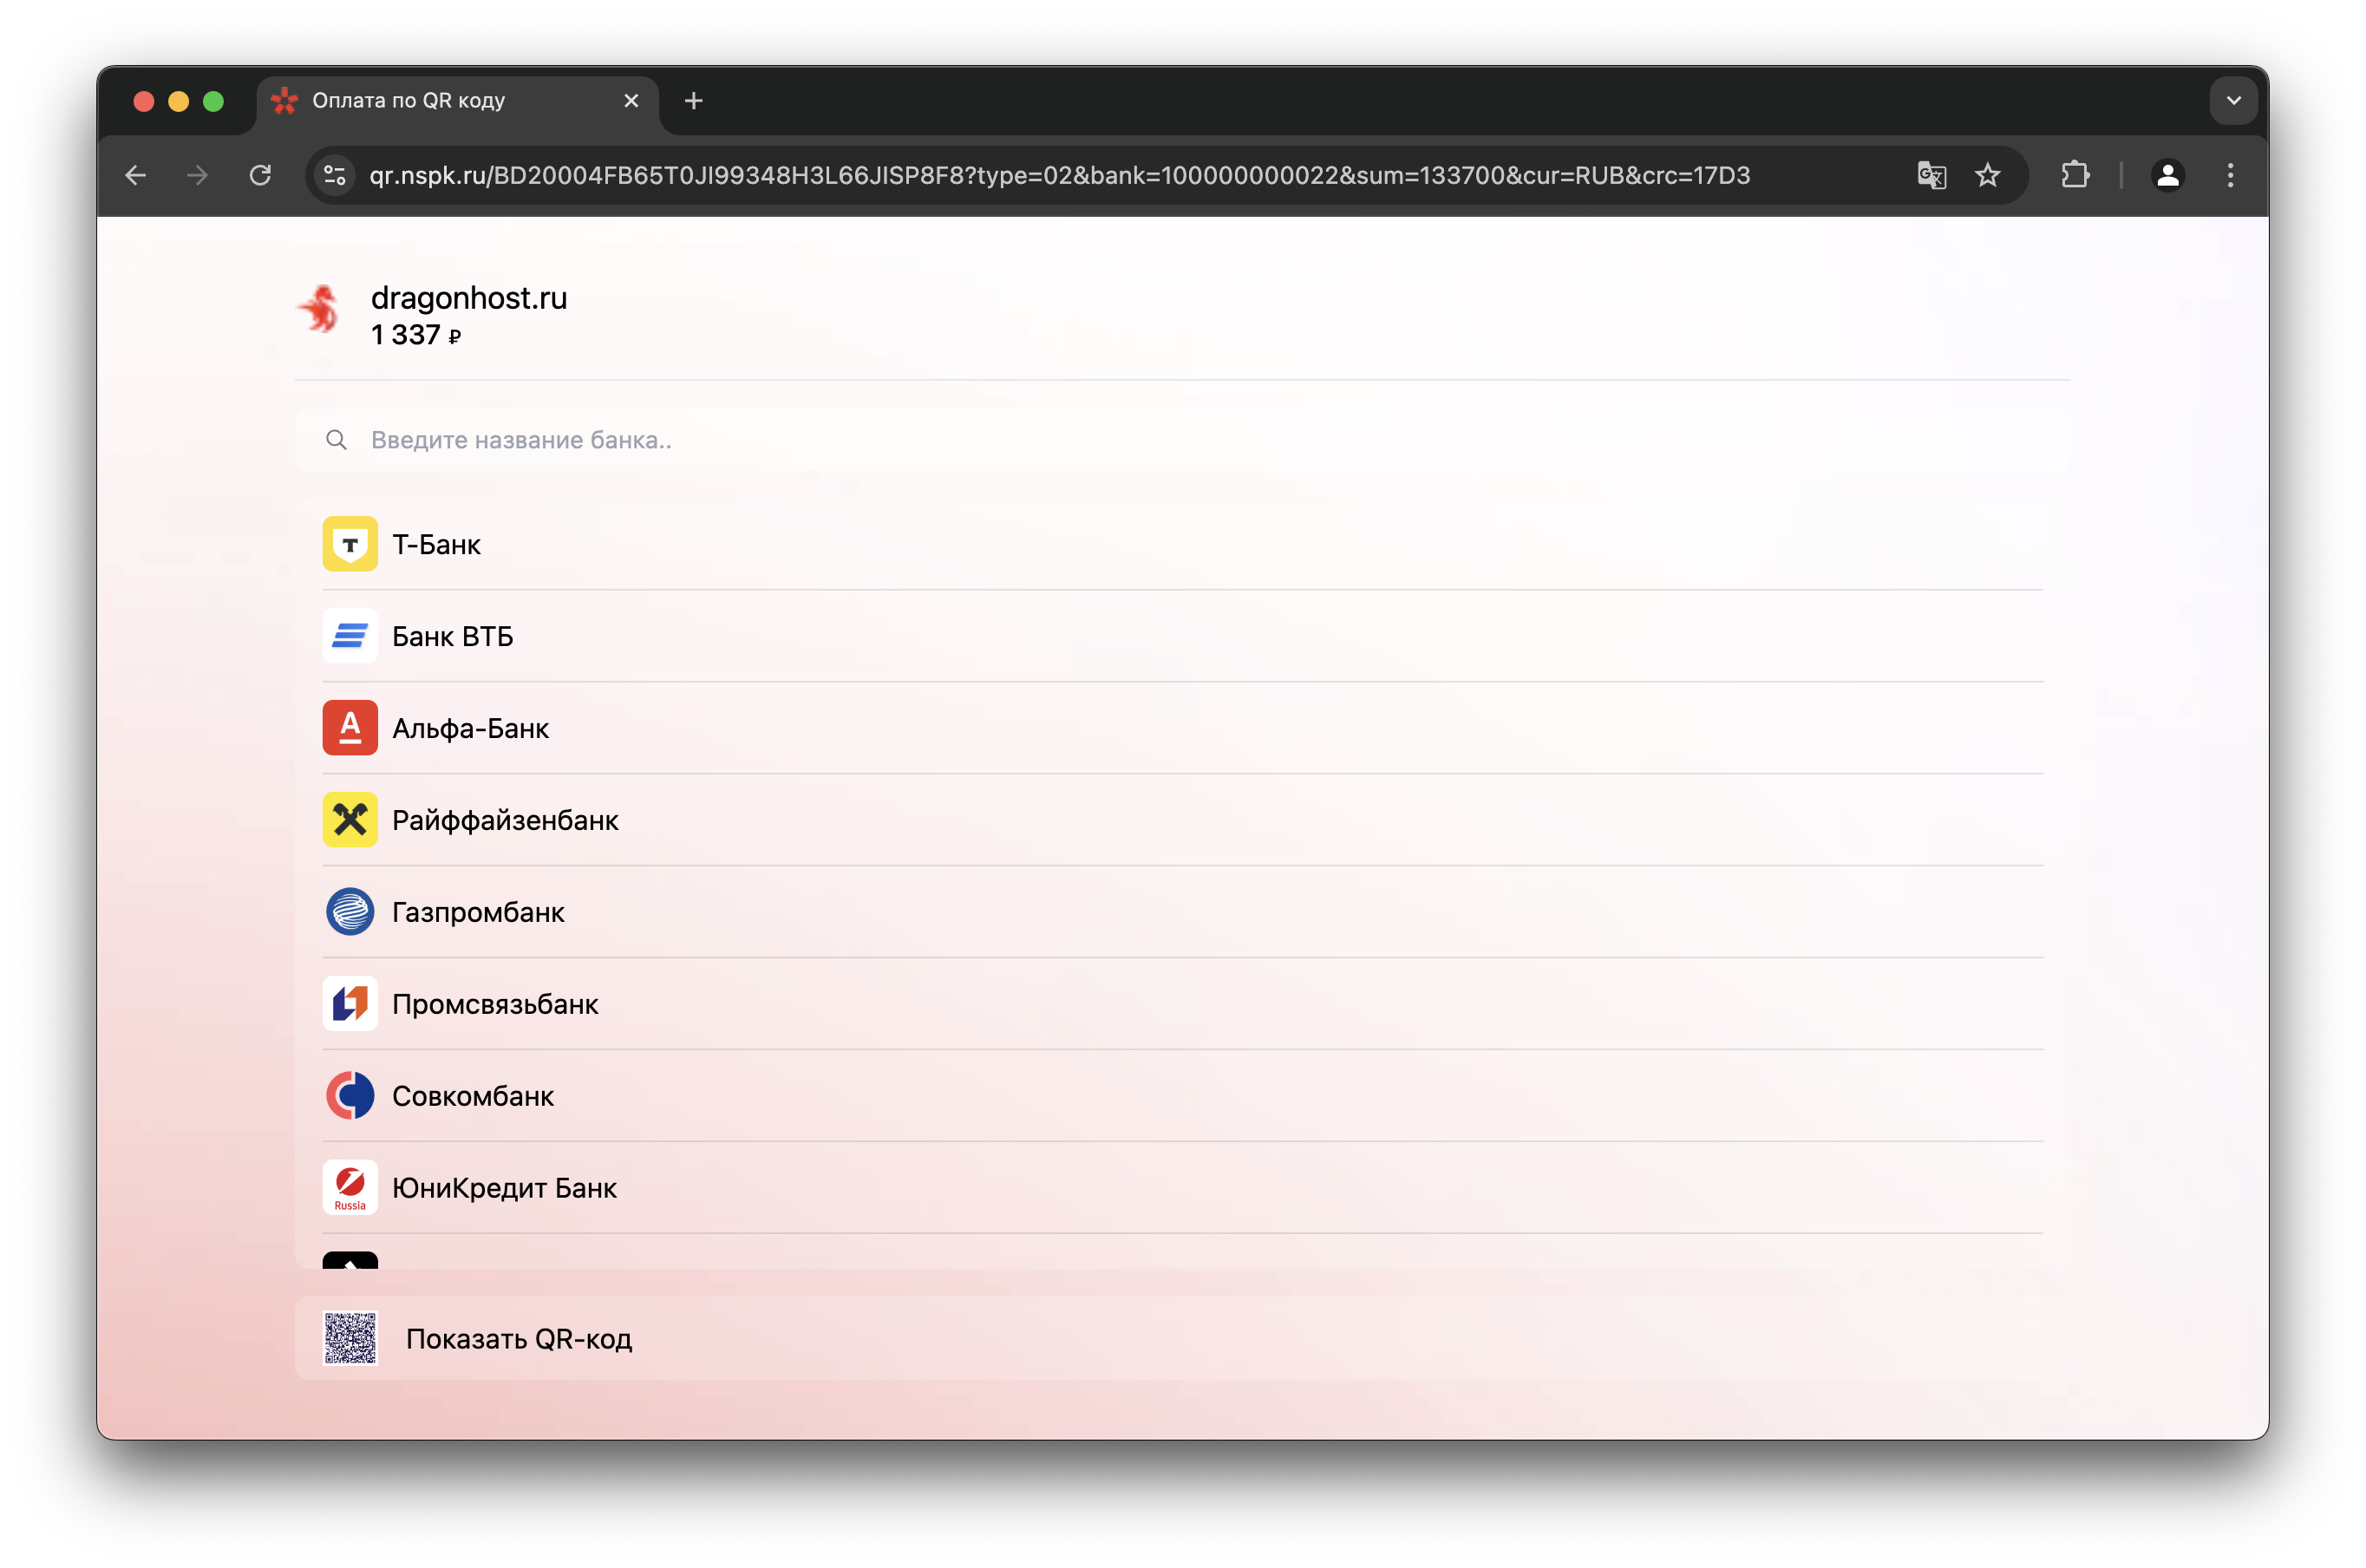 Оплата по QR коду
qr.nspk.ru/BD20004FB65T0JI99348H3L66JISP8F8?type=02&bank=100000000022&sum=133700&cur=RUB&crc=17D3
dragonhost.ru
1 337 ₽
Введите название банка..
Т-Банк
Банк ВТБ
Альфа-Банк
Райффайзенбанк
Газпромбанк
Промсвязьбанк
Совкомбанк
Russia
ЮниКредит Банк
Показать QR-код